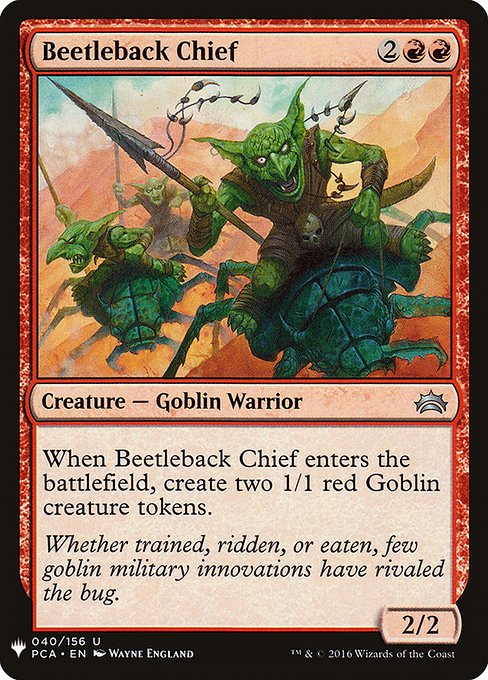 Beetleback Chief 2
Creature — Goblin Warrior
When Beetleback Chief enters the
battlefield, create two 1/1 red Goblin
creature tokens.
Whether trained, ridden, or eaten, few
goblin military innovations have rivaled
the bug.
2/2
040/156 U
PCA • EN Wayne England
™ & © 2016 Wizards of the Coast